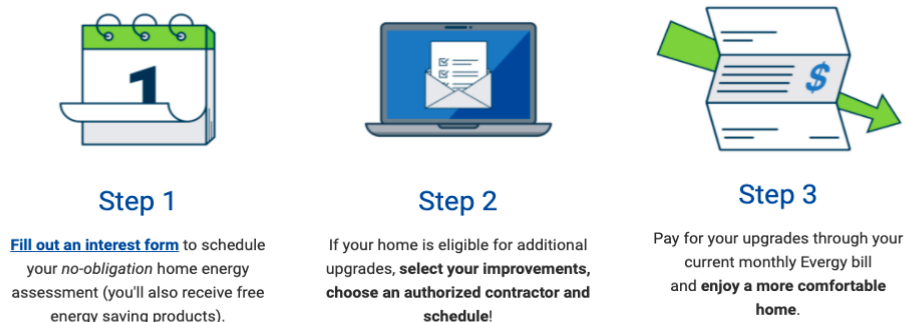 1
$
Step 1
Fill out an interest form to schedule
your no-obligation home energy
assessment (you'll also receive free
energy saving products).
Step 2
If your home is eligible for additional
upgrades, select your improvements,
choose an authorized contractor and
schedule!
Step 3
Pay for your upgrades through your
current monthly Evergy bill
and enjoy a more comfortable
home.